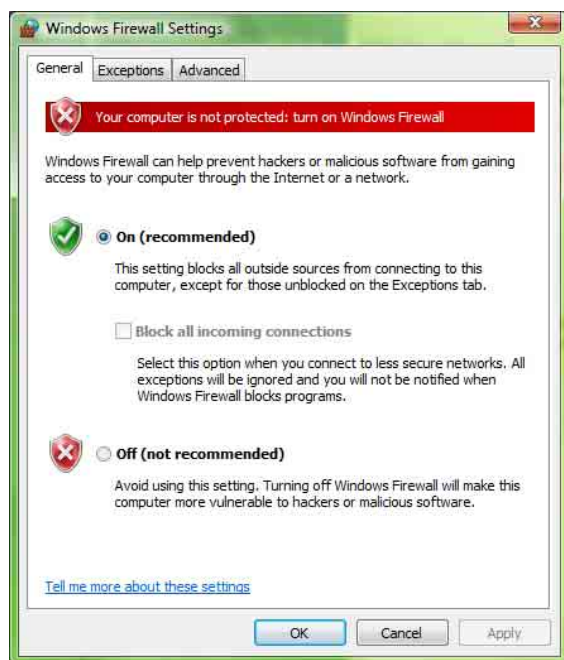 Windows Firewall Settings
General Exceptions Advanced
Your computer is not protected: turn on Windows Firewall
Windows Firewall can help prevent hackers or malicious software from gaining
access to your computer through the Internet or a network.
On (recommended)
This setting blocks all outside sources from connecting to this
computer, except for those unblocked on the Exceptions tab.
Block all incoming connections
Select this option when you connect to less secure networks. All
exceptions will be ignored and you will not be notified when
Windows Firewall blocks programs.
Off (not recommended)
Avoid using this setting. Turning off Windows Firewall will make this
computer more vulnerable to hackers or malicious software.
Tell me more about these settings
OK Cancel Apply